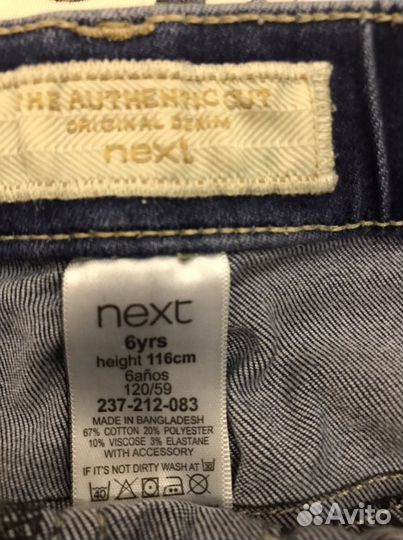 THE AUTHENTIC CUT
ORIGINAL DENIM
next
next
6yrs
height 116cm
6años
120/59
237-212-083
MADE IN BANGLADESH
67% COTTON 20% POLYESTER
10% VISCOSE 3% ELASTANE
WITH ACCESSORY
IF IT'S NOT DIRTY WASH AT
40
Avito